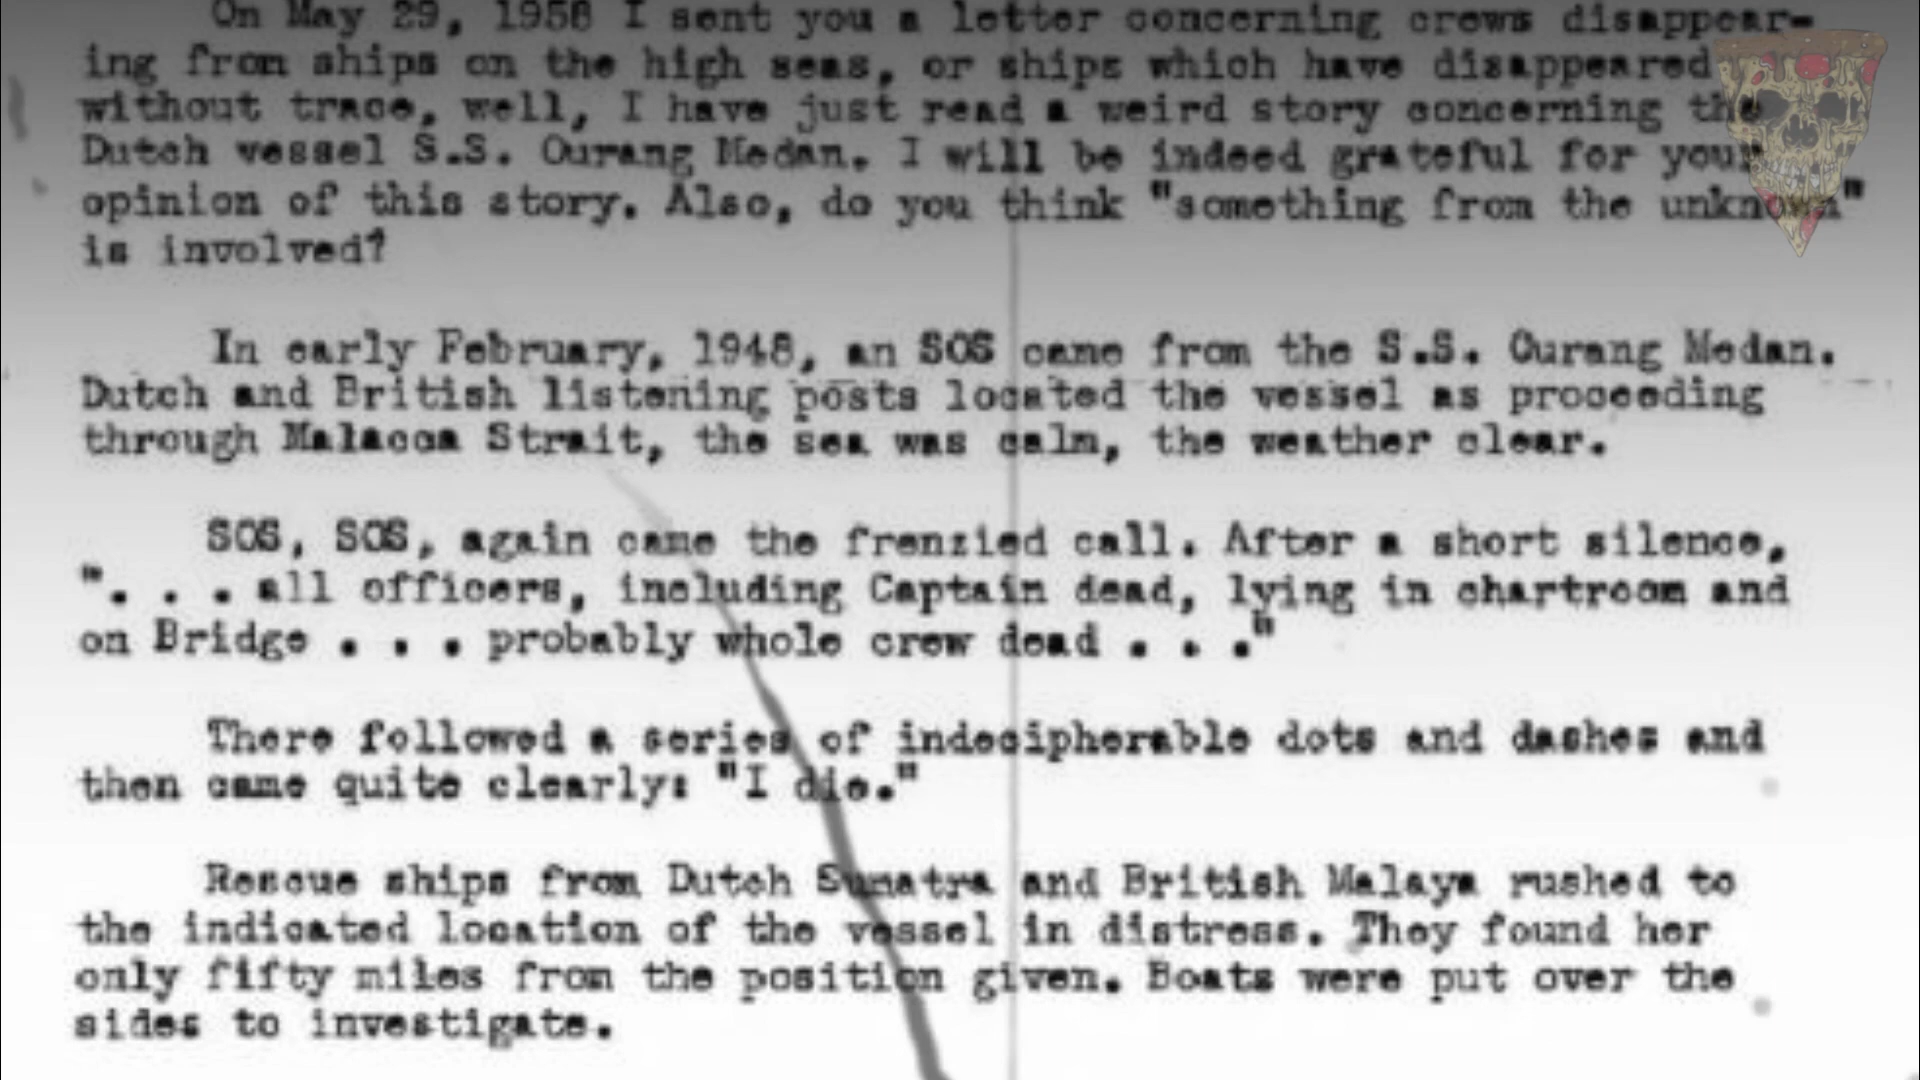 On May 29, 1958 I sent you a letter concerning crews disappear-
ing from ships on the high seas, or ships which have disappeared
without trace, well, I have just read a weird story concerning the
Dutch vessel S.S. Ourang Medan. I will be indeed grateful for your
opinion of this story. Also, do you think "something from the unknown"
is involved?
In early February, 1948, an SOS came from the S.S. Ourang Medan.
Dutch and British listening posts located the vessel as proceeding
through Malacca Strait, the sea was calm, the weather clear.
SOS, SOS, again came the frenzied call. After a short silence,
". . . all officers, including Captain dead, lying in chartroom and
on Bridge . . . probably whole crew dead . . ."
There followed a series of indecipherable dots and dashes and
then came quite clearly: "I die."
Rescue ships from Dutch Sumatra and British Malaya rushed to
the indicated location of the vessel in distress. They found her
only fifty miles from the position given. Boats were put over the
sides to investigate.